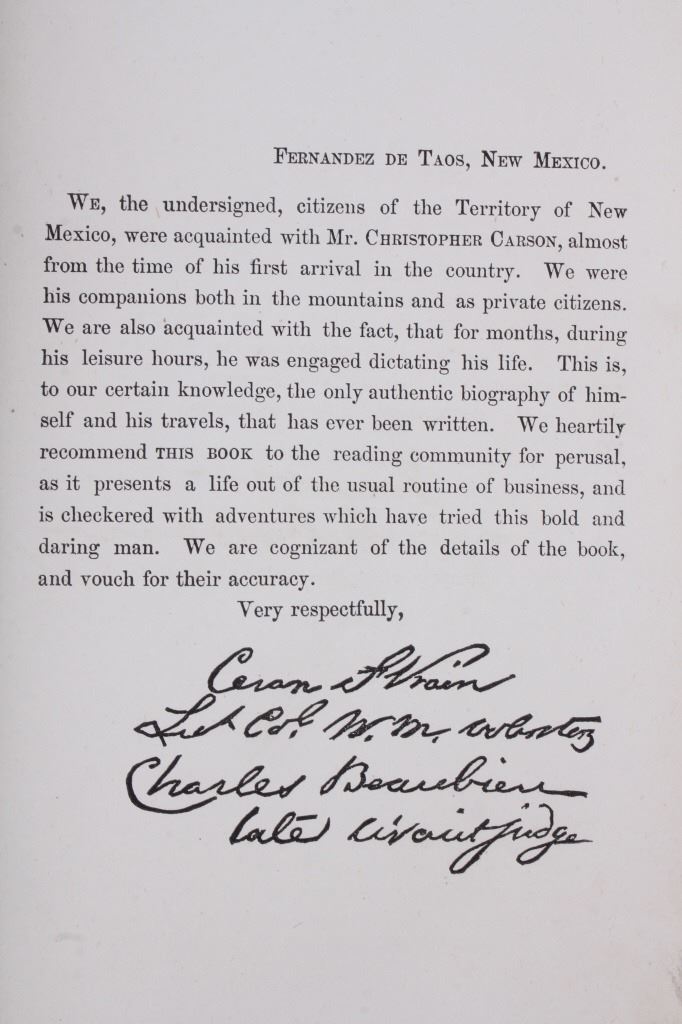 FERNANDEZ DE TAOS, NEW MEXICO.
WE, the undersigned, citizens of the Territory of New
Mexico, were acquainted with Mr. CHRISTOPHER CARSON, almost
from the time of his first arrival in the country. We were
his companions both in the mountains and as private citizens.
We are also acquainted with the fact, that for months, during
his leisure hours, he was engaged dictating his life. This is,
to our certain knowledge, the only authentic biography of him-
self and his travels, that has ever been written. We heartily
recommend THIS BOOK to the reading community for perusal,
as it presents a life out of the usual routine of business, and
is checkered with adventures which have tried this bold and
daring man. We are cognizant of the details of the book,
and vouch for their accuracy.
Very respectfully,
Ceran St Vrain
Col. N. M.
Charles Beaubien
late circuit judge